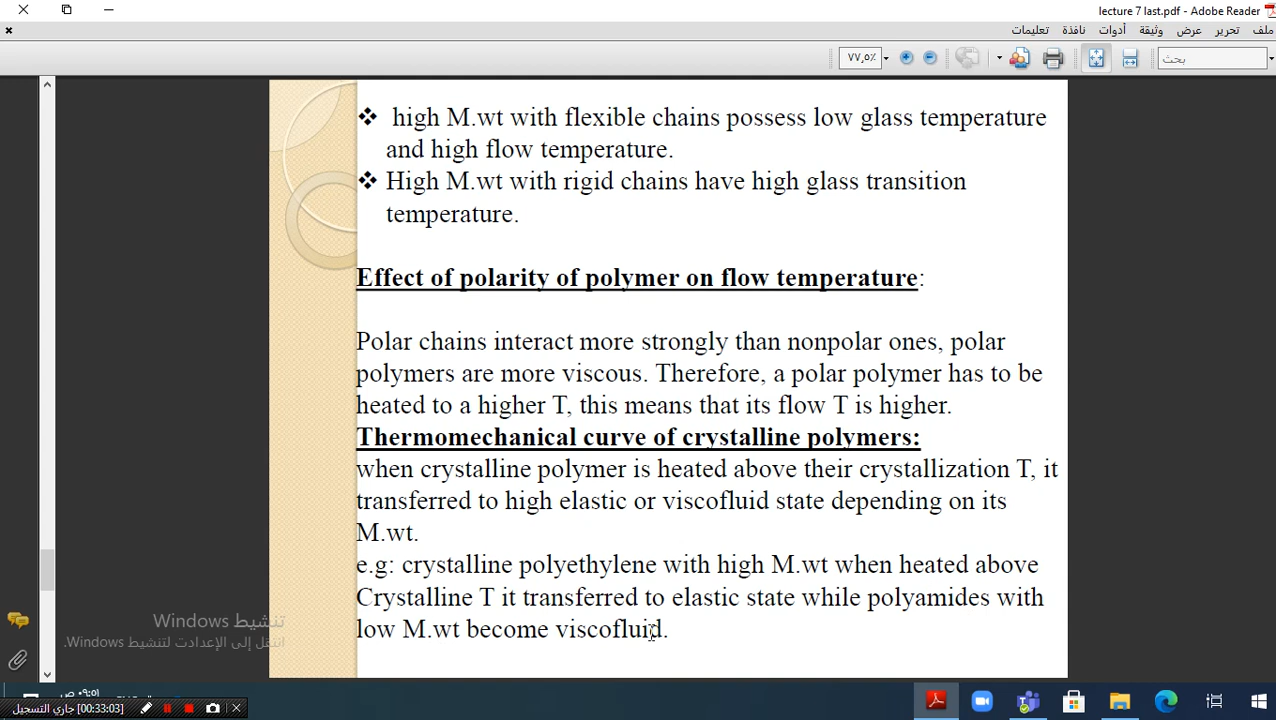 lecture 7 last.pdf - Adobe Reader
ملف تحرير عرض وثيقة أدوات نافذة تعليمات
٧٧,٥٪
بحث
❖ high M.wt with flexible chains possess low glass temperature
and high flow temperature.
❖ High M.wt with rigid chains have high glass transition
temperature.
Effect of polarity of polymer on flow temperature:
Polar chains interact more strongly than nonpolar ones, polar
polymers are more viscous. Therefore, a polar polymer has to be
heated to a higher T, this means that its flow T is higher.
Thermomechanical curve of crystalline polymers:
when crystalline polymer is heated above their crystallization T, it
transferred to high elastic or viscofluid state depending on its
M.wt.
e.g: crystalline polyethylene with high M.wt when heated above
Crystalline T it transferred to elastic state while polyamides with
low M.wt become viscofluid.
تنشيط Windows
انتقل إلى الإعدادات لتنشيط Windows.
٠٩:٥١ ص
جاري التسجيل [00:33:03]